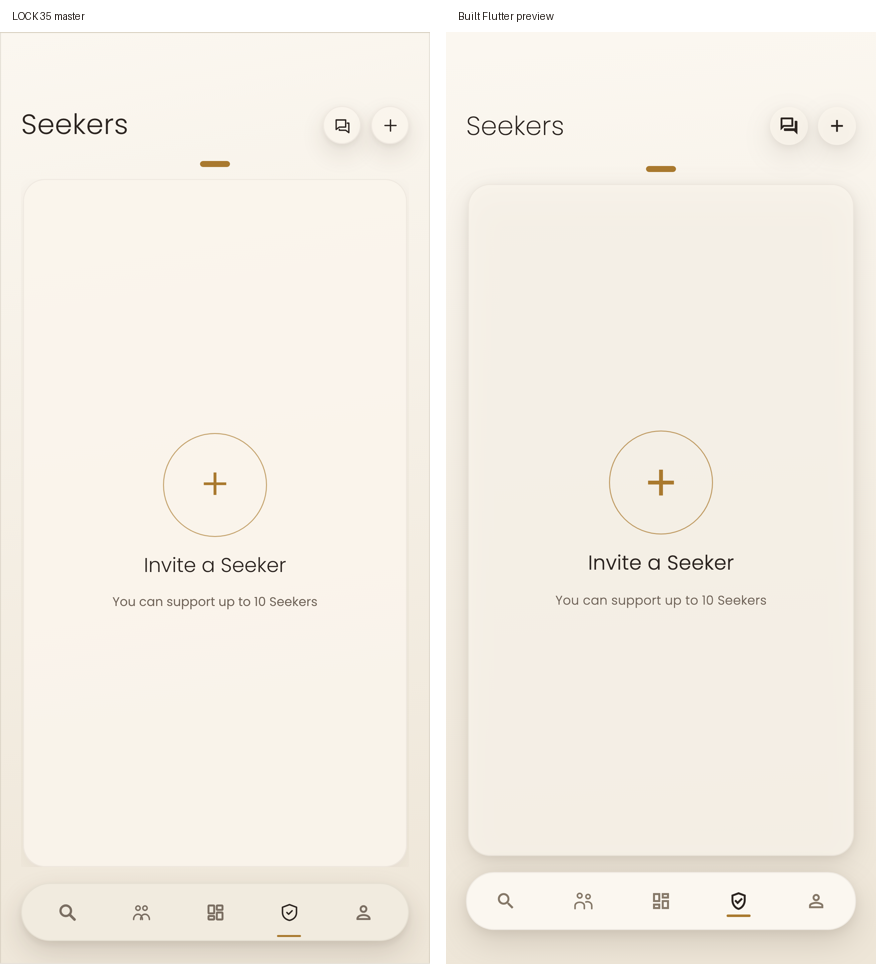 LOCK35 master
Built Flutter preview
Seekers
Invite a Seeker
You can support up to 10 Seekers
Seekers
Invite a Seeker
You can support up to 10 Seekers